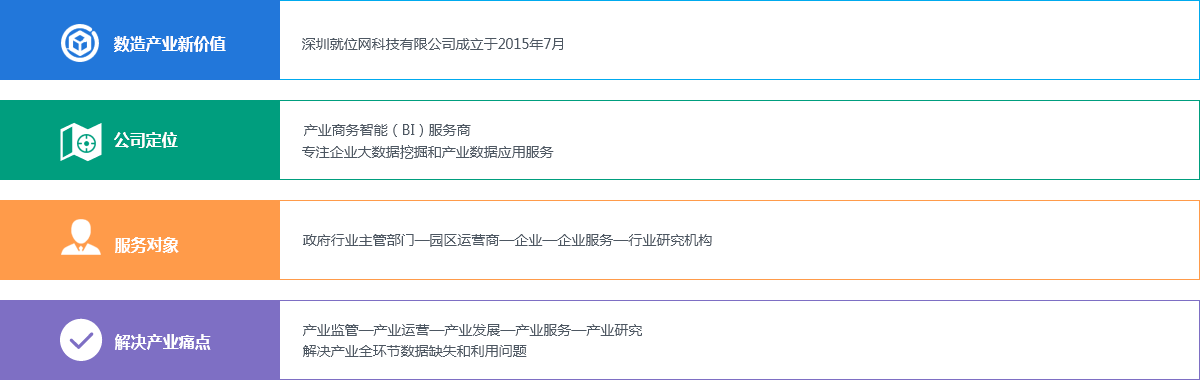 数造产业新价值
深圳就位网科技有限公司成立于2015年7月
公司定位
产业商务智能（BI）服务商
专注企业大数据挖掘和产业数据应用服务
服务对象
政府行业主管部门—园区运营商—企业—企业服务—行业研究机构
解决产业痛点
产业监管—产业运营—产业发展—产业服务—产业研究
解决产业全环节数据缺失和利用问题